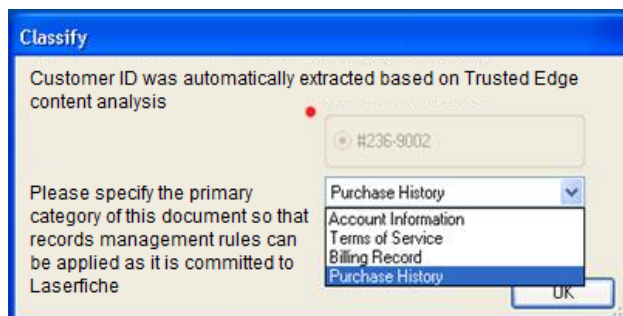 Classify
Customer ID was automatically extracted based on Trusted Edge
content analysis
#236-9002
Please specify the primary
category of this document so that
records management rules can
be applied as it is committed to
Laserfiche
Purchase History
Account Information
Terms of Service
Billing Record
Purchase History
OK